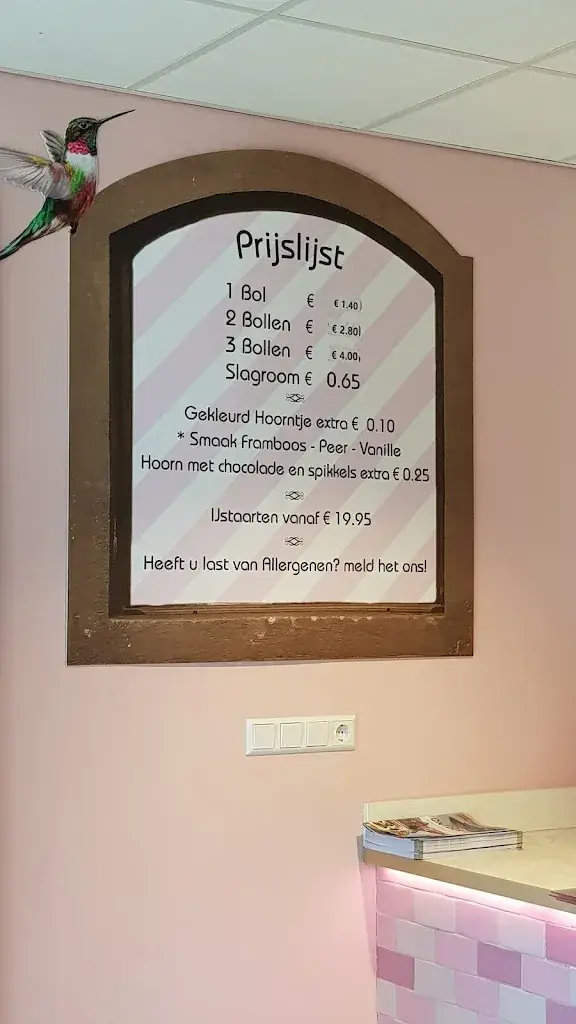 Prijslijst
1 Bol € € 1.40
2 Bollen € € 2.80
3 Bollen € € 4.00
Slagroom € 0.65
Gekleurd Hoorntje extra € 0.10
* Smaak Framboos - Peer - Vanille
Hoorn met chocolade en spikkels extra € 0.25
IJstaarten vanaf € 19.95
Heeft u last van Allergenen? meld het ons!